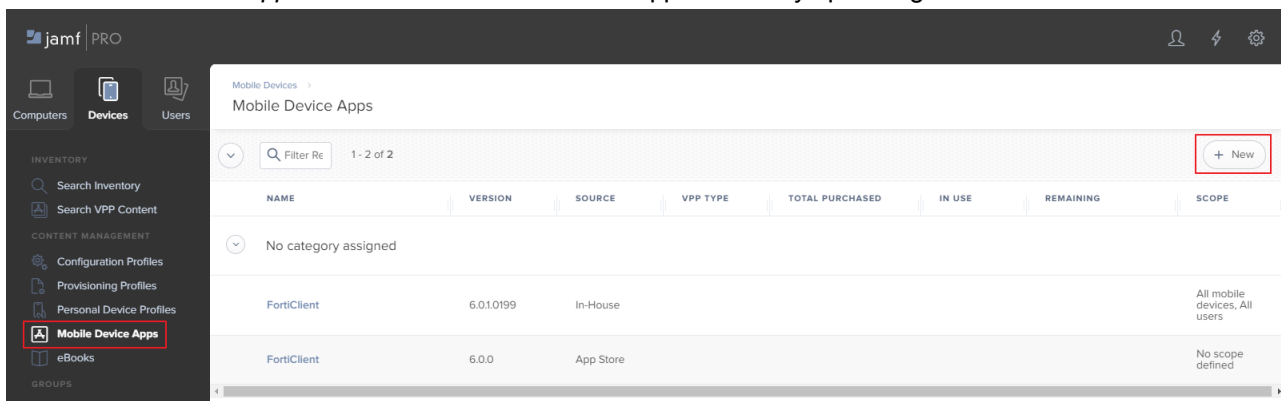 jamf PRO
Computers Devices Users
INVENTORY
Search Inventory
Search VPP Content
CONTENT MANAGEMENT
Configuration Profiles
Provisioning Profiles
Personal Device Profiles
Mobile Device Apps
eBooks
GROUPS
Mobile Devices >
Mobile Device Apps
Filter Re 1 - 2 of 2 + New
NAME VERSION SOURCE VPP TYPE TOTAL PURCHASED IN USE REMAINING SCOPE
No category assigned
FortiClient 6.0.1.0199 In-House All mobile
devices, All
users
FortiClient 6.0.0 App Store No scope
defined